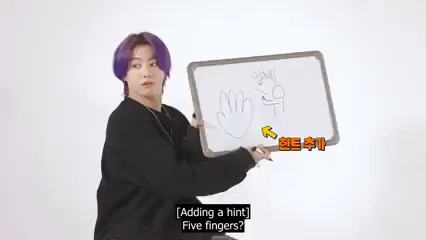 힌트 추가
[Adding a hint]
Five fingers?